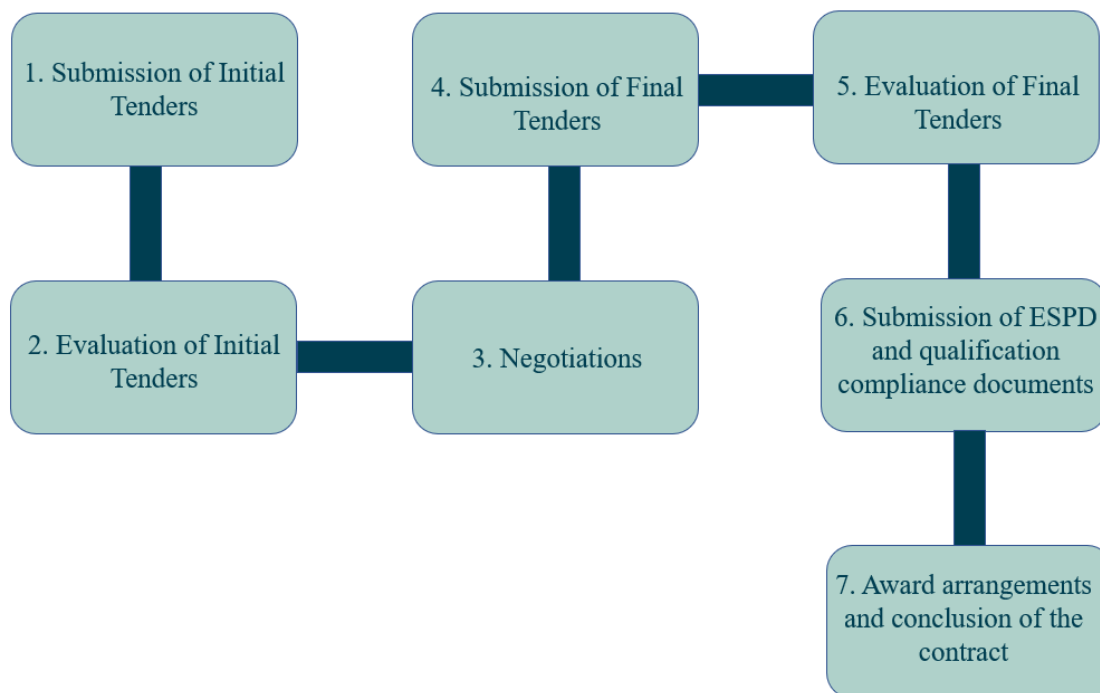 1. Submission of Initial
Tenders
2. Evaluation of Initial
Tenders
3. Negotiations
4. Submission of Final
Tenders
5. Evaluation of Final
Tenders
6. Submission of ESPD
and qualification
compliance documents
7. Award arrangements
and conclusion of the
contract